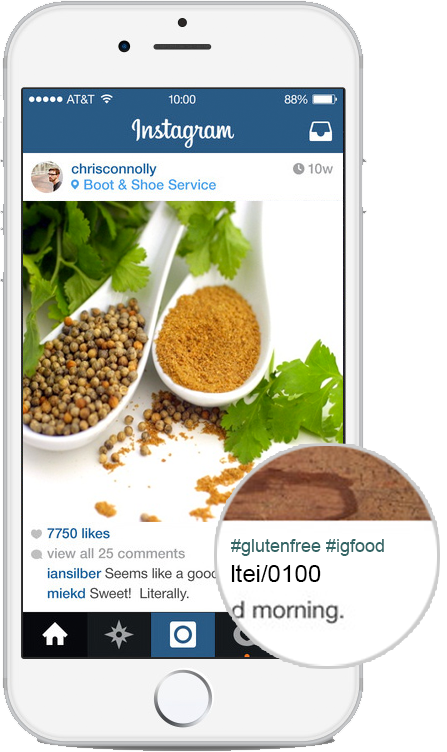 AT&T 10:00 88%
Instagram
chrisconnolly 10w
Boot & Shoe Service
7750 likes
view all 25 comments
iansilber Seems like a good
miekd Sweet! Literally.
#glutenfree #igfood
ltei/0100
d morning.